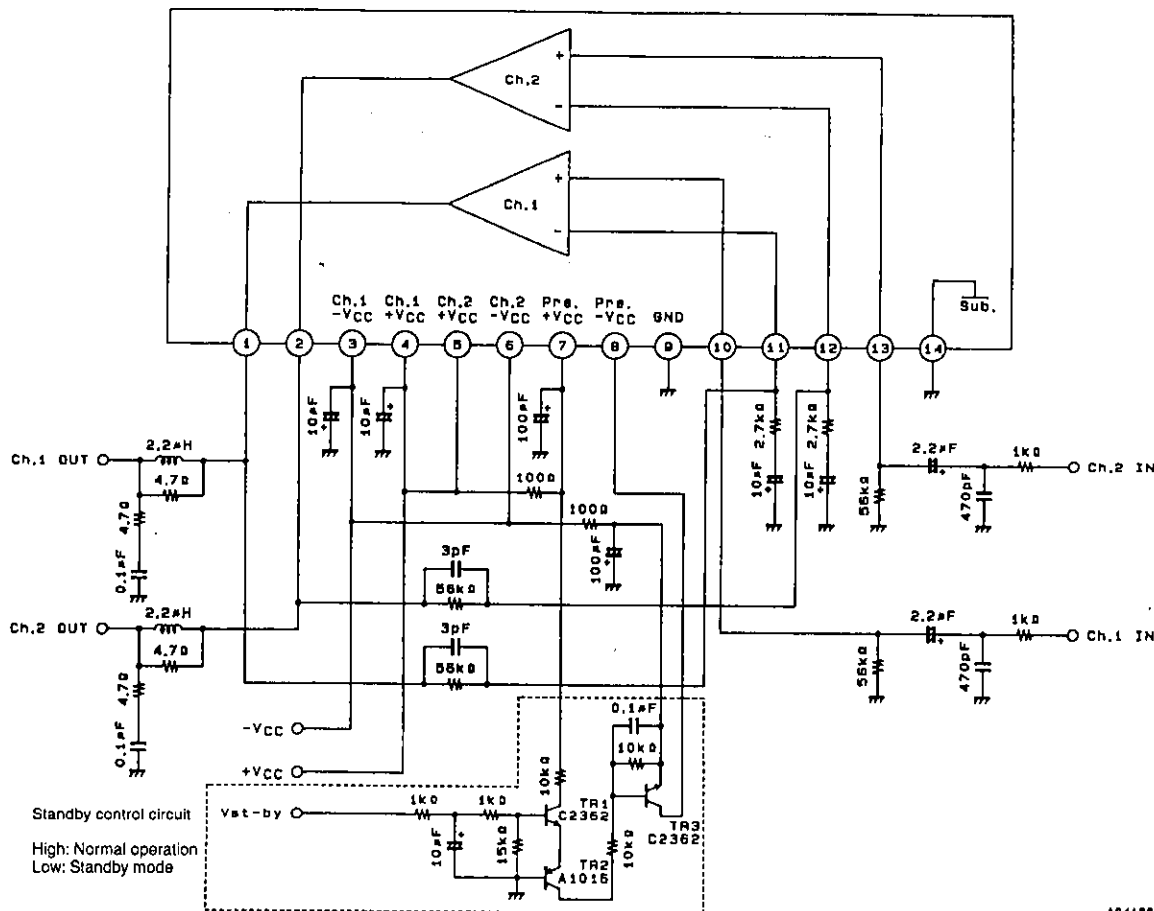 Ch.2
+
-
Ch.1
+
-
Sub.
Ch.1 Ch.1 Ch.2 Ch.2 Pre. Pre.
-VCC +VCC +VCC -VCC +VCC -VCC GND
1 2 3 4 5 6 7 8 9 10 11 12 13 14
10µF
10µF
100µF
2.7kΩ
2.7kΩ
10µF
10µF
Ch.1 OUT
2.2µH
4.7Ω
4.7Ω
0.1µF
100Ω
100Ω
100µF
2.2µF
1kΩ
Ch.2 IN
56kΩ
470pF
3pF
56kΩ
Ch.2 OUT
2.2µH
4.7Ω
4.7Ω
0.1µF
3pF
56kΩ
2.2µF
1kΩ
Ch.1 IN
56kΩ
470pF
-VCC
+VCC
0.1µF
10kΩ
10kΩ
Standby control circuit
Vst-by
1kΩ
1kΩ
TR1
C2362
TR3
C2362
High: Normal operation
Low: Standby mode
10µF
15kΩ
TR2
A1015
10kΩ